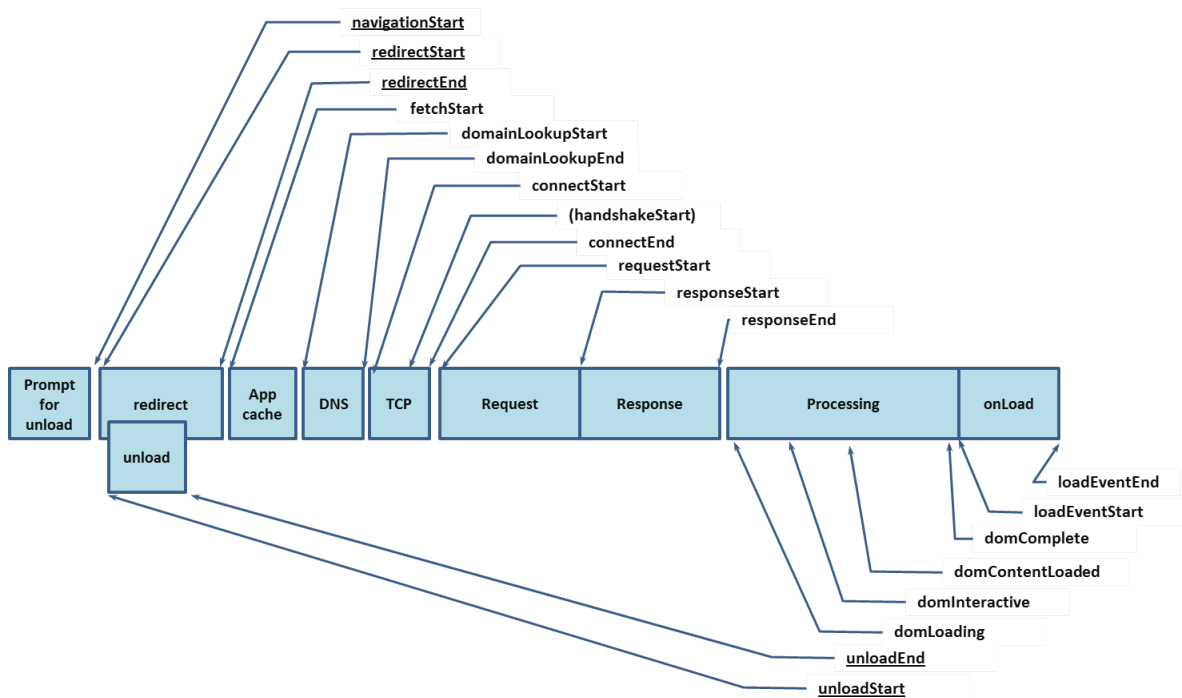 navigationStart
redirectStart
redirectEnd
fetchStart
domainLookupStart
domainLookupEnd
connectStart
(handshakeStart)
connectEnd
requestStart
responseStart
responseEnd
Prompt
for
unload
redirect
App
cache
DNS
TCP
Request
Response
Processing
onLoad
unload
loadEventEnd
loadEventStart
domComplete
domContentLoaded
domInteractive
domLoading
unloadEnd
unloadStart